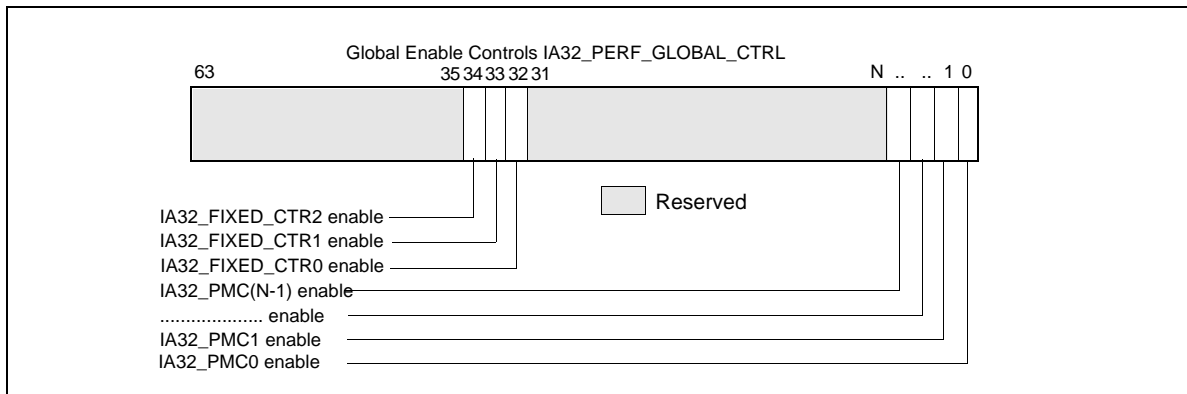 Global Enable Controls IA32_PERF_GLOBAL_CTRL
63 35 34 33 32 31 N .. .. 1 0
Reserved
IA32_FIXED_CTR2 enable
IA32_FIXED_CTR1 enable
IA32_FIXED_CTR0 enable
IA32_PMC(N-1) enable
.................... enable
IA32_PMC1 enable
IA32_PMC0 enable